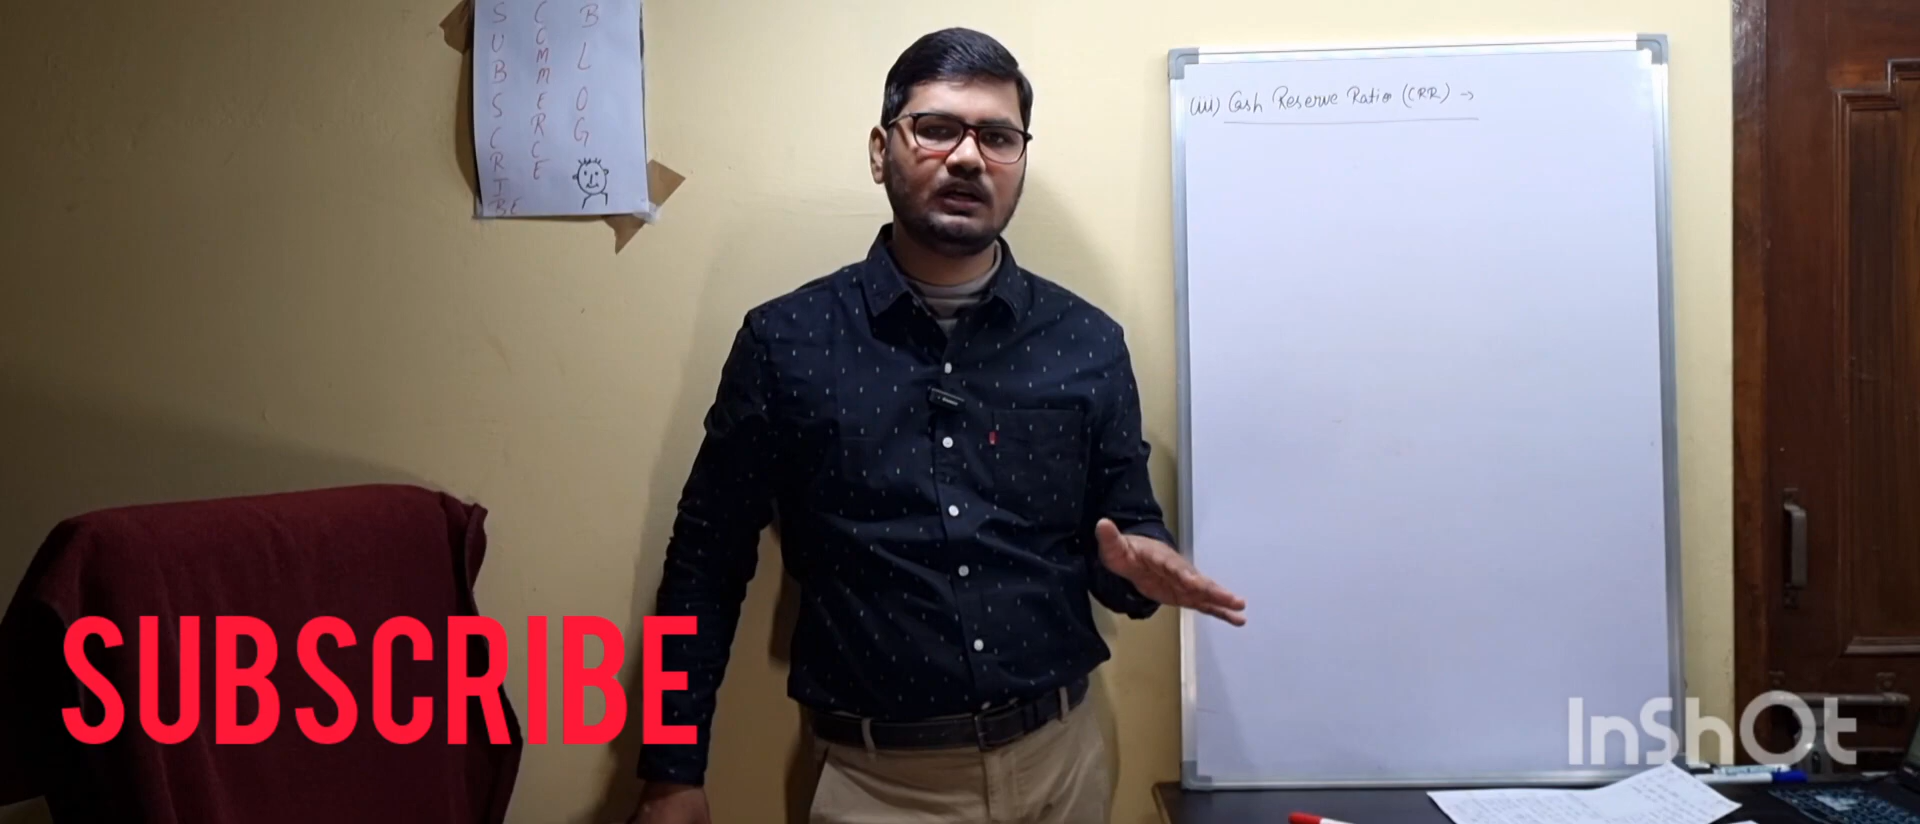 SUBSCRIBE
COMMERCE
BLOG
(iii) Cash Reserve Ratio (CRR) →
SUBSCRIBE
InShOt